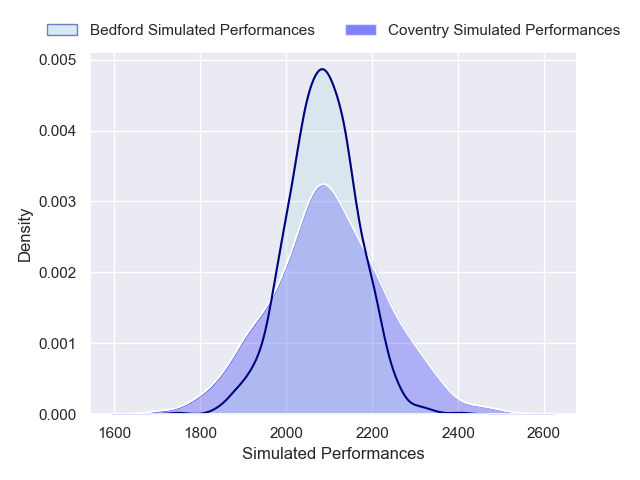 Bedford Simulated Performances
Coventry Simulated Performances
0.005
0.004
0.003
0.002
0.001
0.000
Density
1600 1800 2000 2200 2400 2600
Simulated Performances